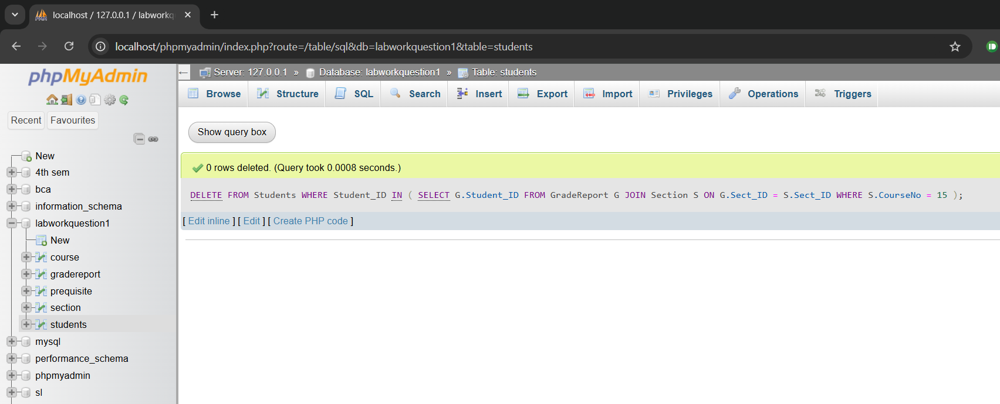 localhost / 127.0.0.1 / labworkq
localhost/phpmyadmin/index.php?route=/table/sql&db=labworkquestion1&table=students
phpMyAdmin
Recent Favourites
New
4th sem
bca
information_schema
labworkquestion1
New
course
gradereport
prequisite
section
students
mysql
performance_schema
phpmyadmin
sl
Server: 127.0.0.1 » Database: labworkquestion1 » Table: students
Browse Structure SQL Search Insert Export Import Privileges Operations Triggers
Show query box
0 rows deleted. (Query took 0.0008 seconds.)
DELETE FROM Students WHERE Student_ID IN ( SELECT G.Student_ID FROM GradeReport G JOIN Section S ON G.Sect_ID = S.Sect_ID WHERE S.CourseNo = 15 );
[ Edit inline ] [ Edit ] [ Create PHP code ]